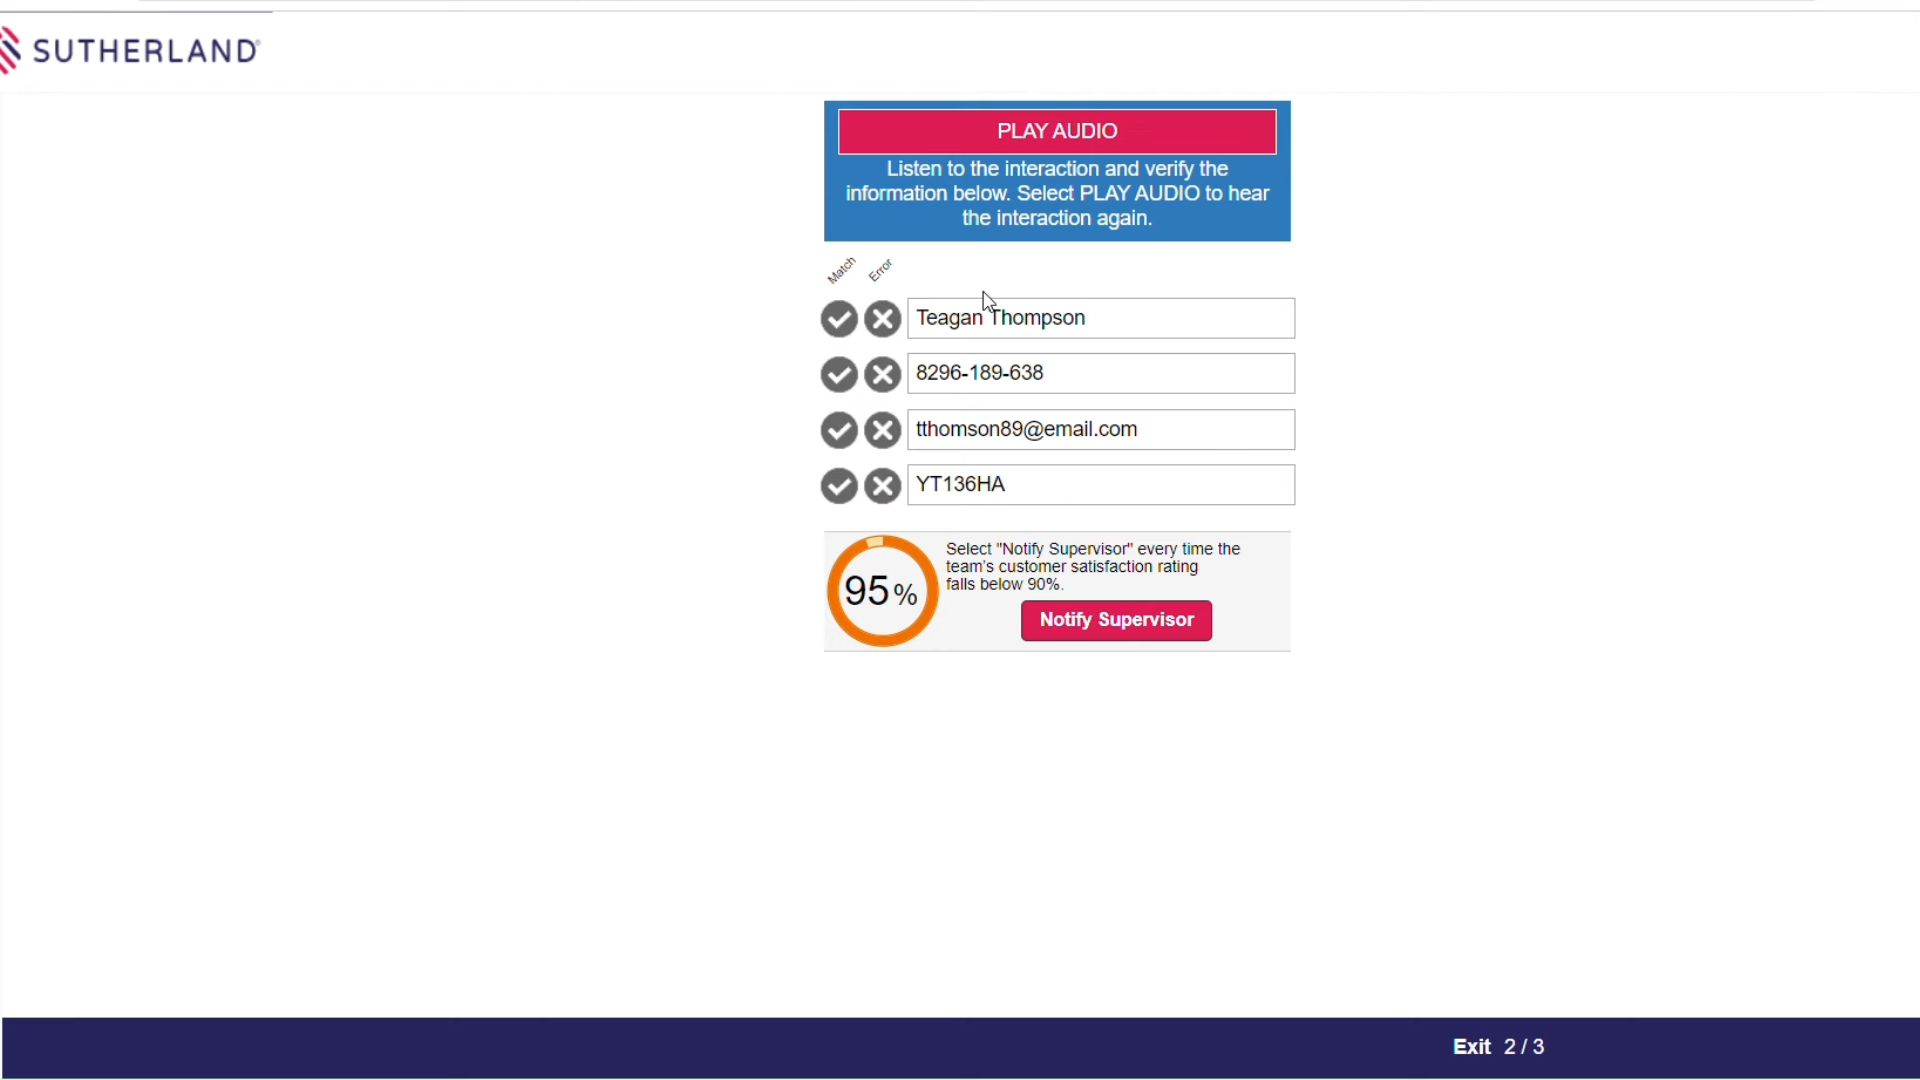 SUTHERLAND
PLAY AUDIO
Listen to the interaction and verify the
information below. Select PLAY AUDIO to hear
the interaction again.
Match Error
Teagan Thompson
8296-189-638
tthomson89@email.com
YT136HA
95%
Select "Notify Supervisor" every time the
team's customer satisfaction rating
falls below 90%.
Notify Supervisor
Exit 2 / 3